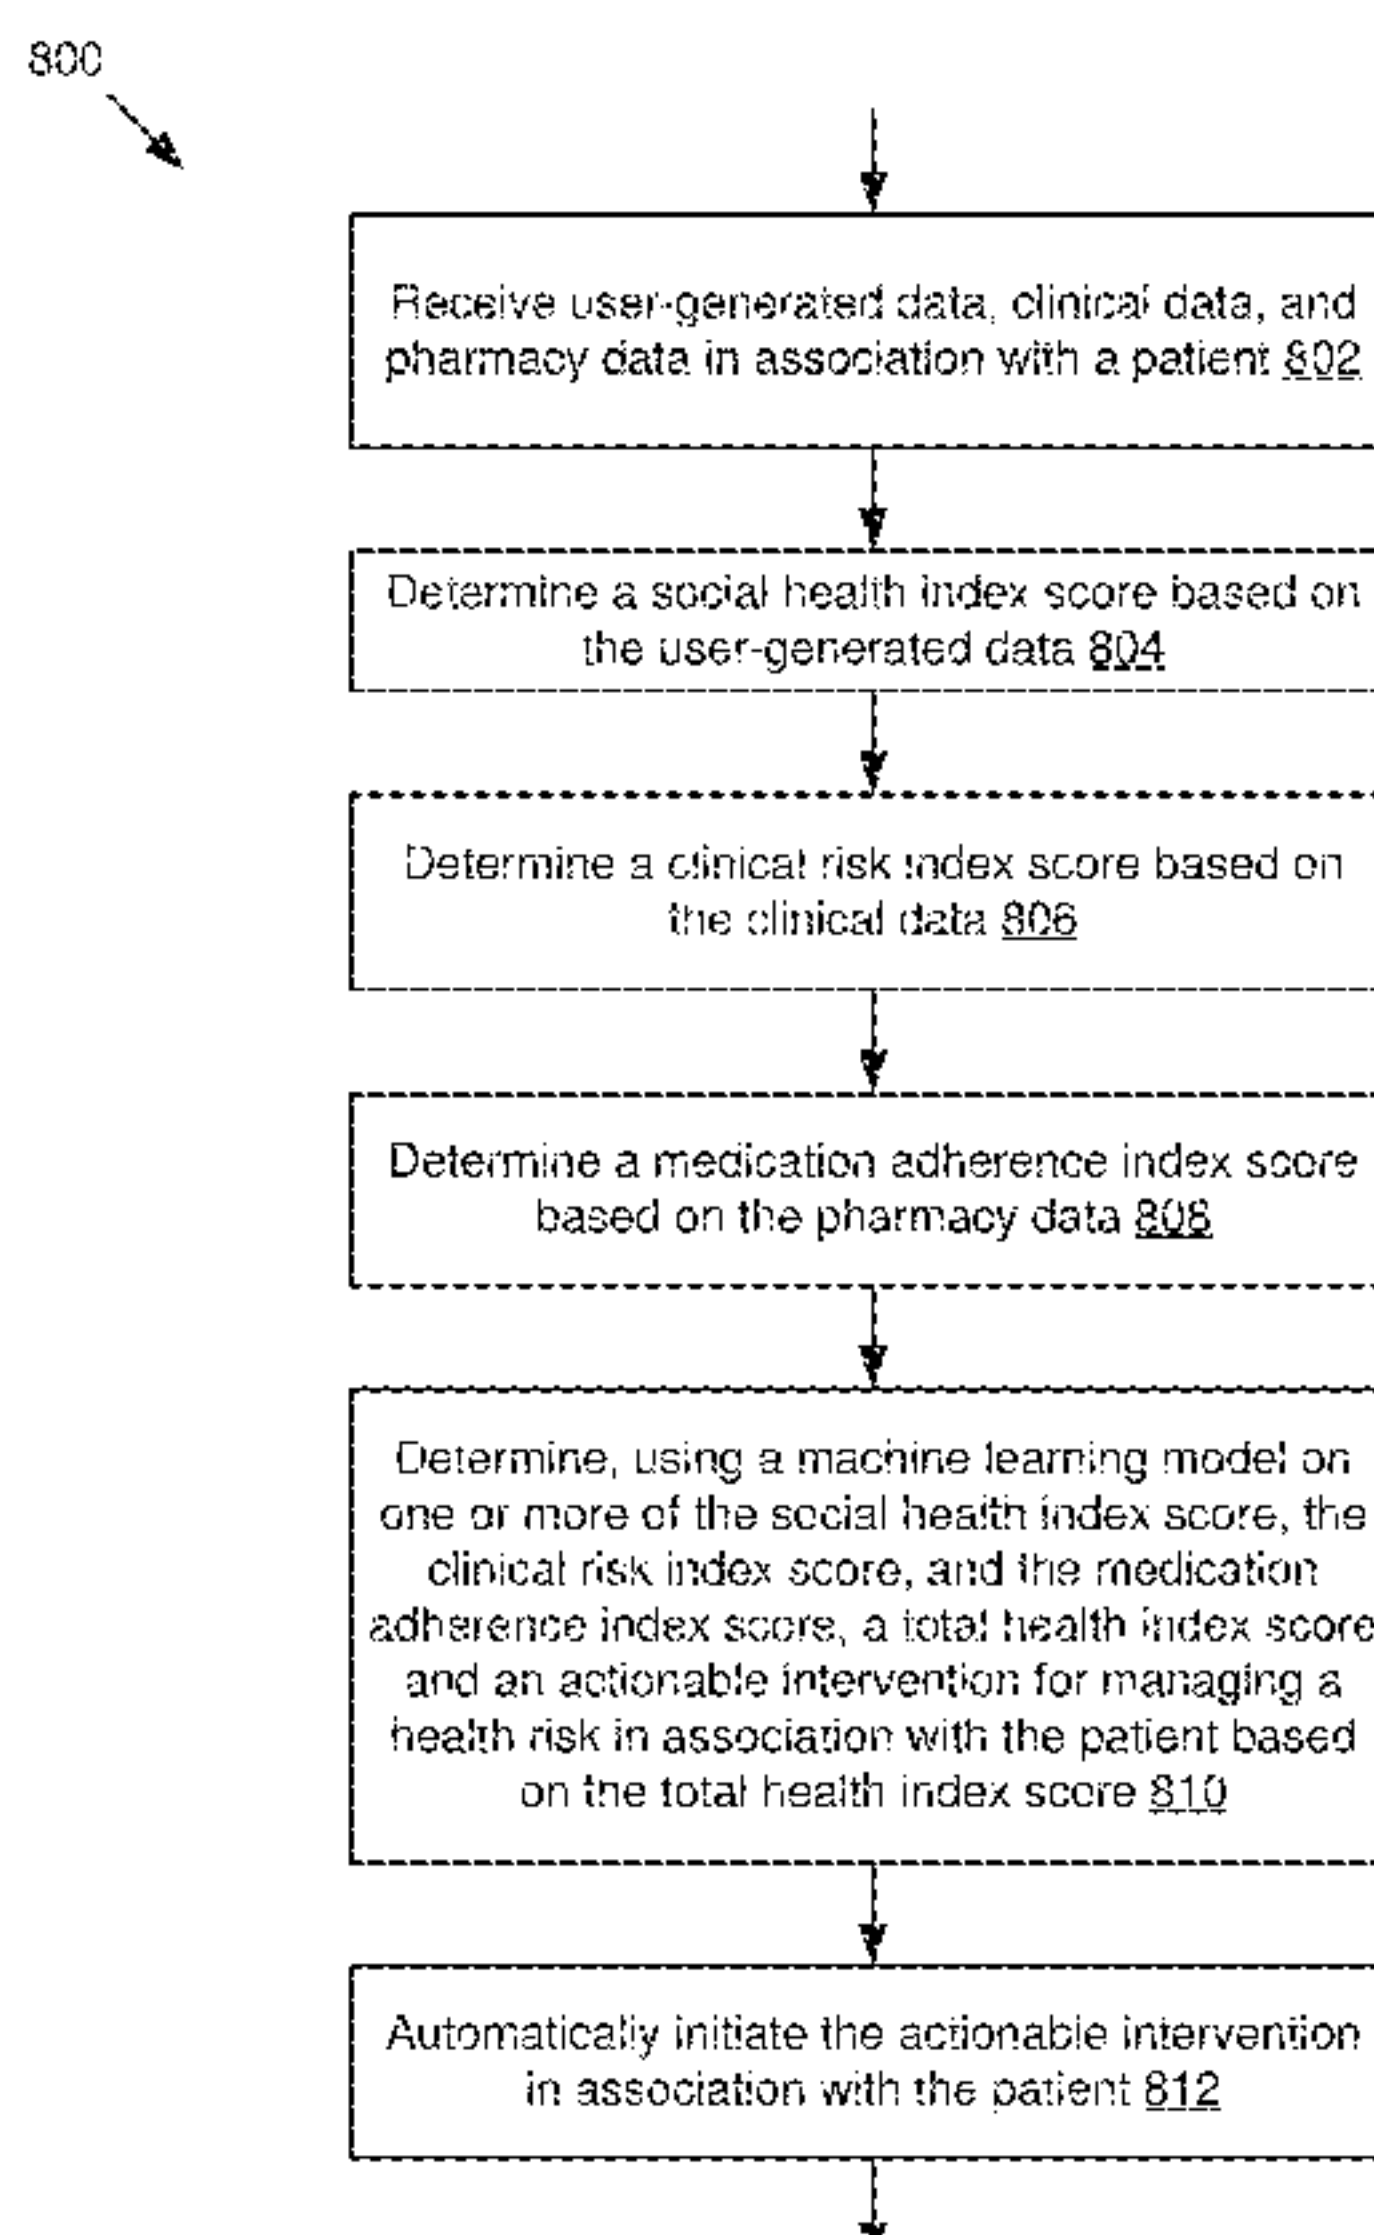 800
Receive user-generated data, clinical data, and
pharmacy data in association with a patient 802
Determine a social health index score based on
the user-generated data 804
Determine a clinical risk index score based on
the clinical data 806
Determine a medication adherence index score
based on the pharmacy data 808
Determine, using a machine learning model on
one or more of the social health index score, the
clinical risk index score, and the medication
adherence index score, a total health index score
and an actionable intervention for managing a
health risk in association with the patient based
on the total health index score 810
Automatically initiate the actionable intervention
in association with the patient 812